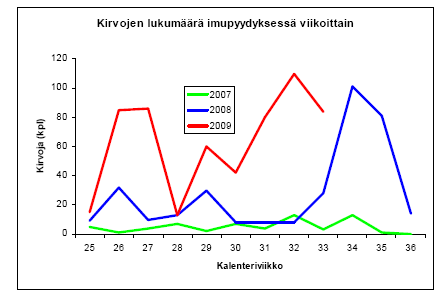 Kirvojen lukumäärä imupyydyksessä viikoittain
120
100
80
60
40
20
0
Kirvoja (kpl)
2007
2008
2009
25 26 27 28 29 30 31 32 33 34 35 36
Kalenteriviikko